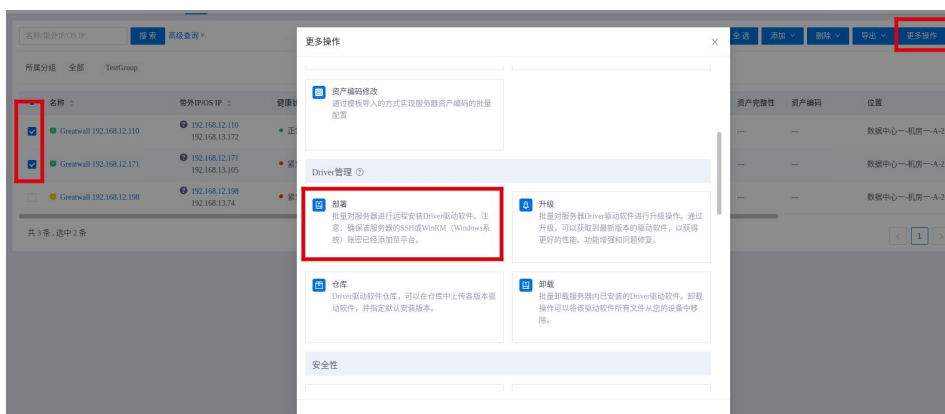 名称/带外IP/OS IP
搜索
高级查询
全选
添加
删除
导出
更多操作
所属分组
全部
TestGroup
名称
带外IP/OS IP
健康状
资产完整性
资产编码
位置
Greatwall 192.168.12.110
192.168.12.110
192.168.13.172
正
---
---
数据中心一-机房一-A-2
Greatwall 192.168.12.171
192.168.12.171
192.168.13.105
紧
---
---
数据中心一-机房一-A-2
Greatwall 192.168.12.198
192.168.12.198
192.168.13.74
紧
---
---
数据中心一-机房一-A-2
共 3 条 , 选中 2 条
1
更多操作
资产编码修改
通过模板导入的方式实现服务器资产编码的批量
配置
Driver管理
部署
批量对服务器进行远程安装Driver驱动软件。注
意：确保该服务器的SSH或WinRM（Windows系
统）账密已经添加至平台。
升级
批量对服务器Driver驱动软件进行升级操作。通过
升级，可以获取到最新版本的驱动软件，以获得
更好的性能、功能增强和问题修复。
仓库
Driver驱动软件仓库，可以在仓库中上传各版本驱
动软件，并指定默认安装版本。
卸载
批量卸载服务器内已安装的Driver驱动软件。卸载
操作可以将该驱动软件所有文件从您的设备中移
除。
安全性